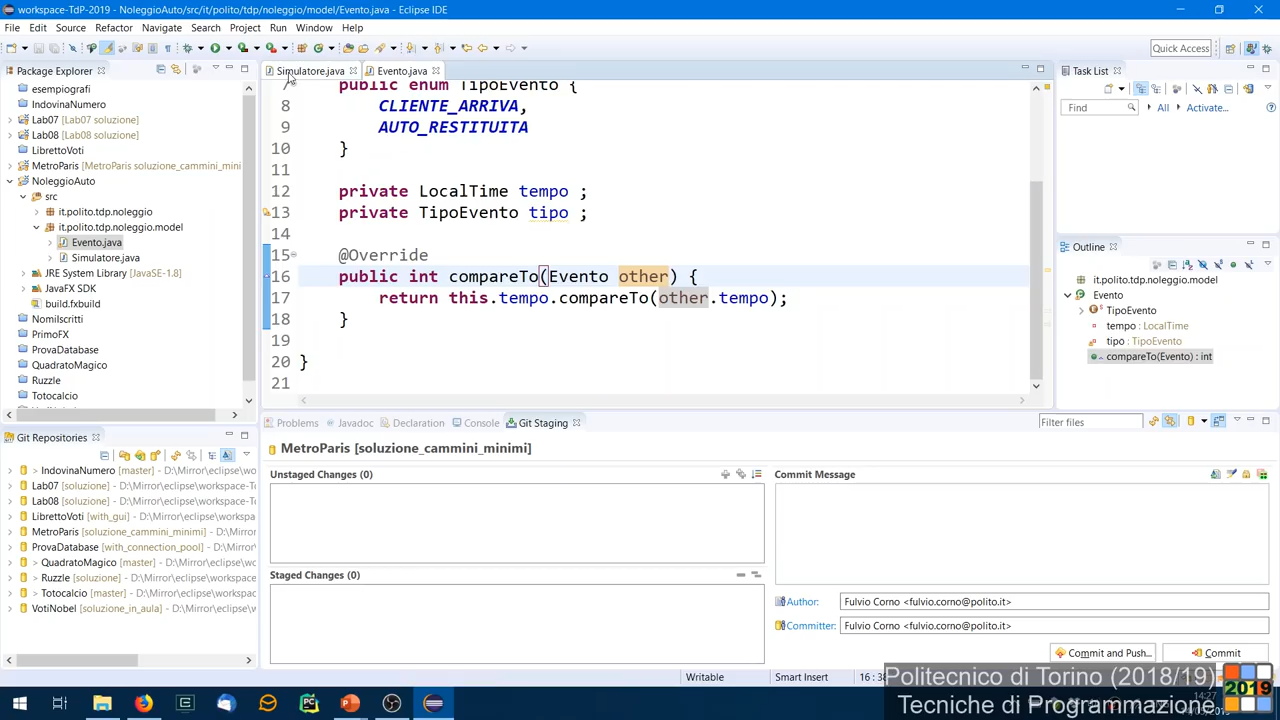 workspace-TdP-2019 - NoleggioAuto/src/it/polito/tdp/noleggio/model/Evento.java - Eclipse IDE
File Edit Source Refactor Navigate Search Project Run Window Help
Quick Access
Package Explorer
Simulatore.java
Evento.java
Task List
esempiografi
IndovinaNumero
Lab07 [Lab07 soluzione]
Lab08 [Lab08 soluzione]
LibrettoVoti
MetroParis [MetroParis soluzione_cammini_mini
NoleggioAuto
src
it.polito.tdp.noleggio
it.polito.tdp.noleggio.model
Evento.java
Simulatore.java
JRE System Library [JavaSE-1.8]
JavaFX SDK
build.fxbuild
NomiIscritti
PrimoFX
ProvaDatabase
QuadratoMagico
Ruzzle
Totocalcio
7 public enum TipoEvento {
8 CLIENTE_ARRIVA,
9 AUTO_RESTITUITA
10 }
11
12 private LocalTime tempo ;
13 private TipoEvento tipo ;
14
15 @Override
16 public int compareTo(Evento other) {
17 return this.tempo.compareTo(other.tempo);
18 }
19
20 }
21
Find All Activate...
Outline
it.polito.tdp.noleggio.model
Evento
TipoEvento
tempo : LocalTime
tipo : TipoEvento
compareTo(Evento) : int
Git Repositories
IndovinaNumero [master] - D:\Mirror\eclipse\wo
Lab07 [soluzione] - D:\Mirror\eclipse\workspace-T
Lab08 [soluzione] - D:\Mirror\eclipse\workspace-T
LibrettoVoti [with_gui] - D:\Mirror\eclipse\worksp
MetroParis [soluzione_cammini_minimi] - D:\Mirr
ProvaDatabase [with_connection_pool] - D:\Mirro
> QuadratoMagico [master] - D:\Mirror\eclipse\w
> Ruzzle [soluzione] - D:\Mirror\eclipse\workspac
> Totocalcio [master] - D:\Mirror\eclipse\workspa
VotiNobel [soluzione_in_aula] - D:\Mirror\eclipse\
Problems Javadoc Declaration Console Git Staging
Filter files
MetroParis [soluzione_cammini_minimi]
Unstaged Changes (0)
Commit Message
Staged Changes (0)
Author: Fulvio Corno <fulvio.corno@polito.it>
Committer: Fulvio Corno <fulvio.corno@polito.it>
Commit and Push...
Commit
Writable
Smart Insert
Politecnico di Torino (2018/19)
Tecniche di Programmazione
2019
14:27